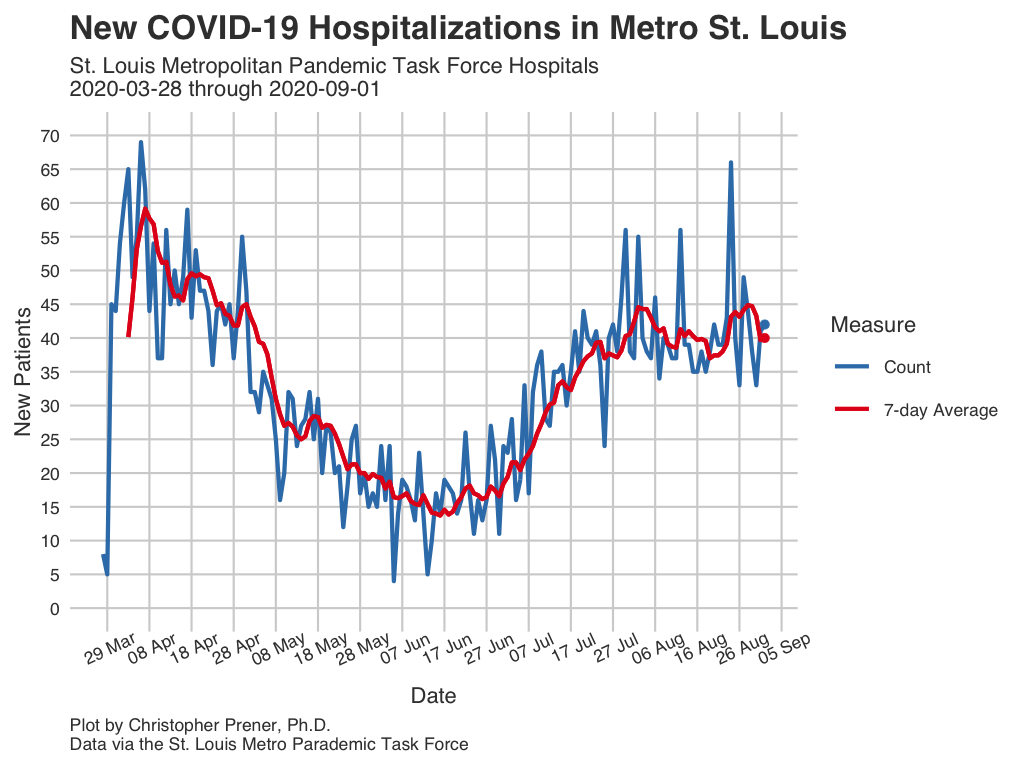 New COVID-19 Hospitalizations in Metro St. Louis
St. Louis Metropolitan Pandemic Task Force Hospitals
2020-03-28 through 2020-09-01
70
65
60
55
50
45
40
35
30
25
20
15
10
5
0
New Patients
29 Mar
08 Apr
18 Apr
28 Apr
08 May
18 May
28 May
07 Jun
17 Jun
27 Jun
07 Jul
17 Jul
27 Jul
06 Aug
16 Aug
26 Aug
05 Sep
Date
Measure
Count
7-day Average
Plot by Christopher Prener, Ph.D.
Data via the St. Louis Metro Parademic Task Force